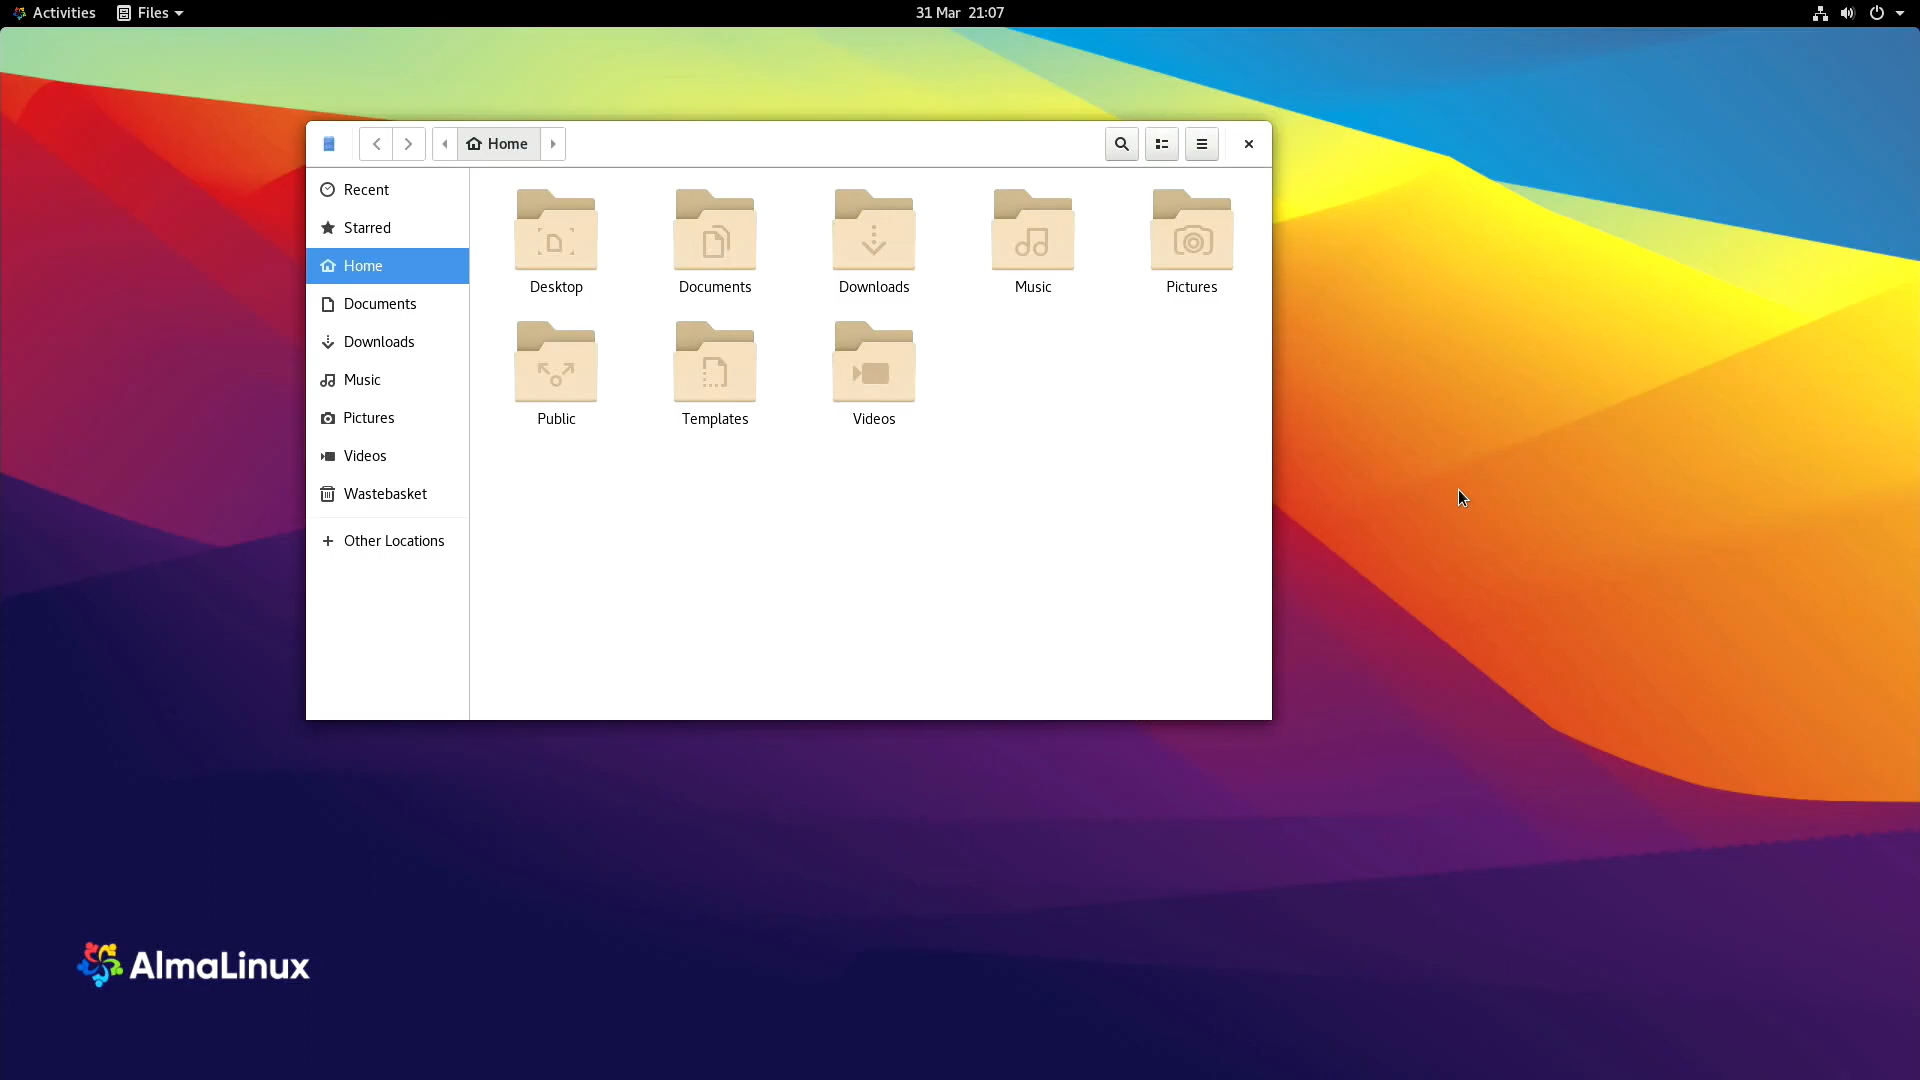 Activities
Files
31 Mar 21:07
Home
Recent
Starred
Home
Documents
Downloads
Music
Pictures
Videos
Wastebasket
Other Locations
Desktop
Documents
Downloads
Music
Pictures
Public
Templates
Videos
AlmaLinux